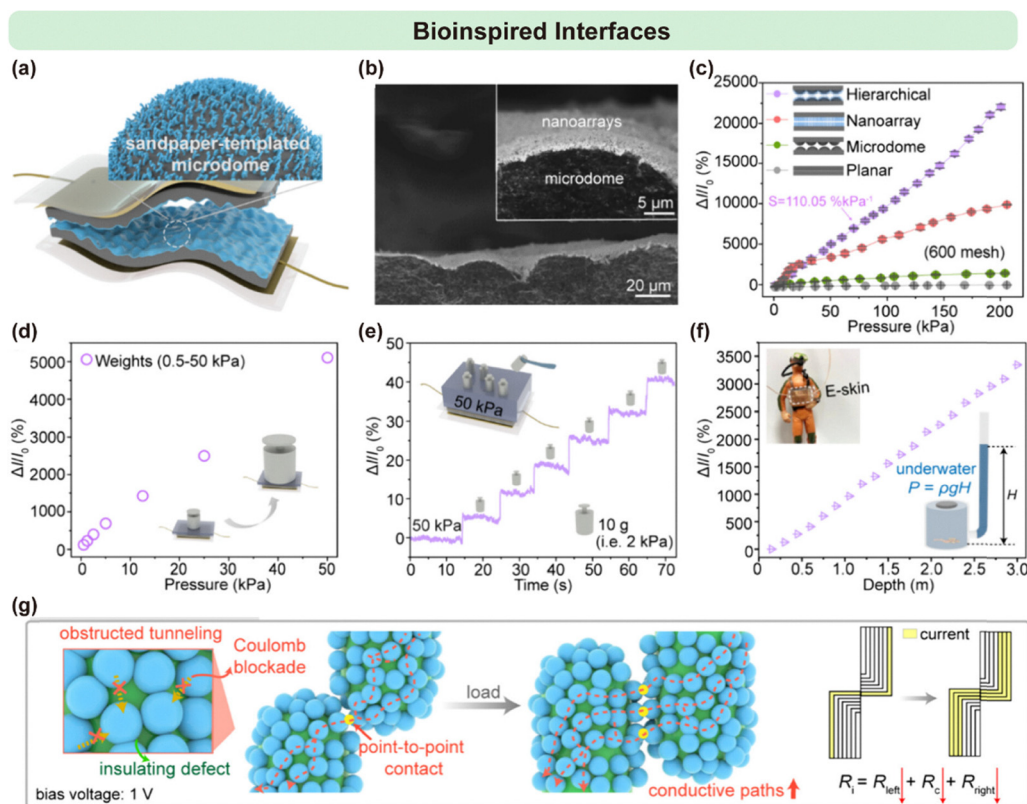 Bioinspired Interfaces
(a)
sandpaper-templated
microdome
(b)
nanoarrays
microdome
5 μm
20 μm
(c)
25000
20000
15000
10000
5000
0
ΔI/I₀ (%)
Hierarchical
Nanoarray
Microdome
Planar
S=110.05 %kPa⁻¹
(600 mesh)
0 50 100 150 200
Pressure (kPa)
(d)
5000
4000
3000
2000
1000
0
ΔI/I₀ (%)
Weights (0.5-50 kPa)
0 10 20 30 40 50
Pressure (kPa)
(e)
50
40
30
20
10
0
ΔI/I₀ (%)
50 kPa
50 kPa
10 g
(i.e. 2 kPa)
0 10 20 30 40 50 60 70
Time (s)
(f)
3500
3000
2500
2000
1500
1000
500
0
ΔI/I₀ (%)
E-skin
underwater
P = ρgH
H
0.0 0.5 1.0 1.5 2.0 2.5 3.0
Depth (m)
(g)
obstructed tunneling
Coulomb
blockade
insulating defect
bias voltage: 1 V
point-to-point
contact
load
conductive paths
current
Rᵢ = R_left + R_c + R_right